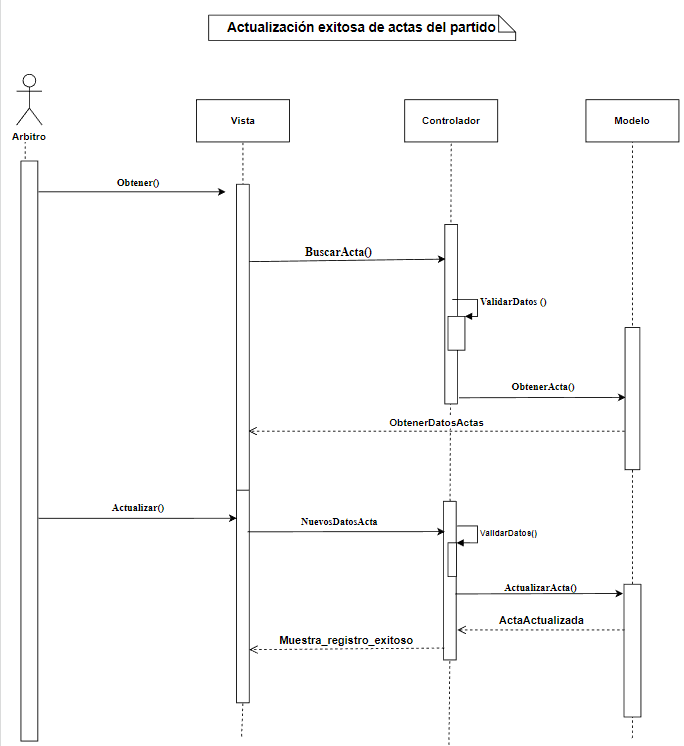 Actualización exitosa de actas del partido
Arbitro
Vista
Controlador
Modelo
Obtener()
BuscarActa()
ValidarDatos ()
ObtenerActa()
ObtenerDatosActas
Actualizar()
NuevosDatosActa
ValidarDatos()
ActualizarActa()
ActaActualizada
Muestra_registro_exitoso